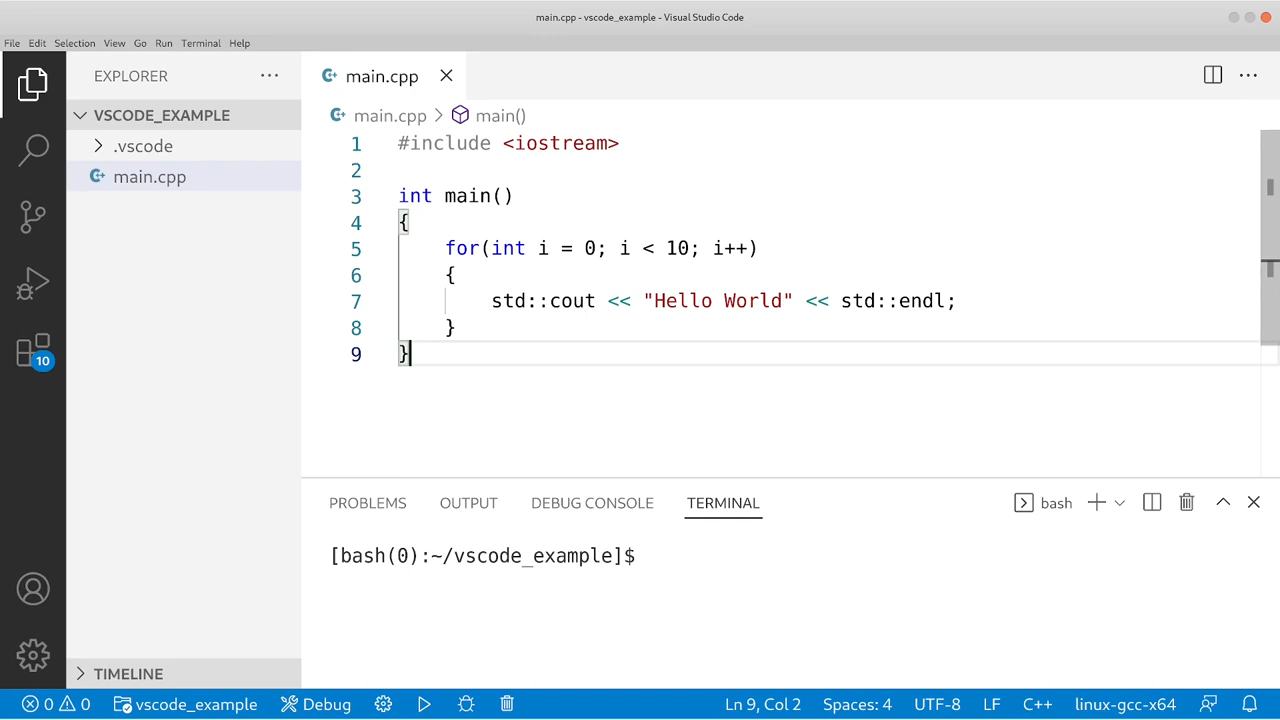 main.cpp - vscode_example - Visual Studio Code
File Edit Selection View Go Run Terminal Help
EXPLORER
VSCODE_EXAMPLE
.vscode
main.cpp
10
TIMELINE
main.cpp
main.cpp > main()
1 #include <iostream>
2
3 int main()
4 {
5 for(int i = 0; i < 10; i++)
6 {
7 std::cout << "Hello World" << std::endl;
8 }
9 }
PROBLEMS OUTPUT DEBUG CONSOLE TERMINAL bash
[bash(0):~/vscode_example]$
0 0 vscode_example Debug Ln 9, Col 2 Spaces: 4 UTF-8 LF C++ linux-gcc-x64